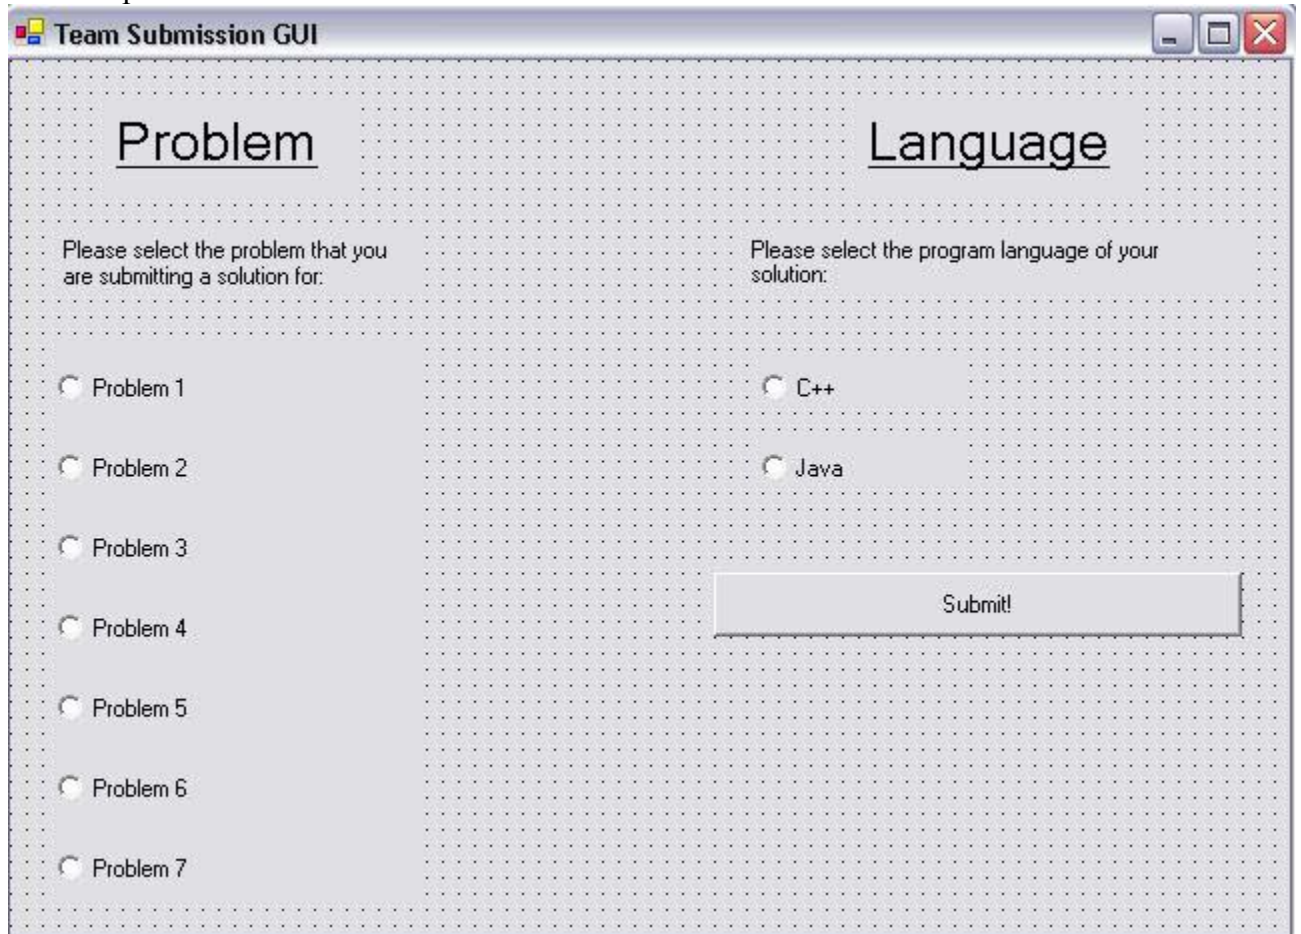 Team Submission GUI
Problem
Language
Please select the problem that you
are submitting a solution for:
Please select the program language of your
solution:
Problem 1
Problem 2
Problem 3
Problem 4
Problem 5
Problem 6
Problem 7
C++
Java
Submit!